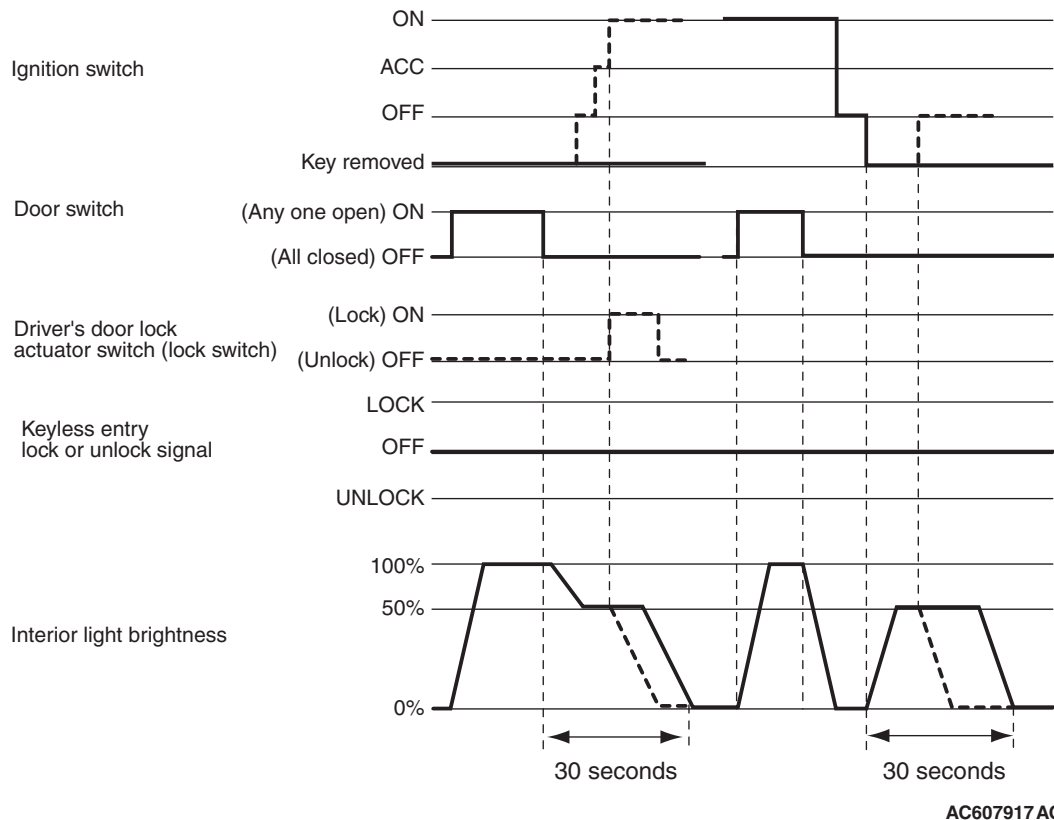 ON
Ignition switch
ACC
OFF
Key removed
Door switch
(Any one open) ON
(All closed) OFF
Driver's door lock
actuator switch (lock switch)
(Lock) ON
(Unlock) OFF
Keyless entry
lock or unlock signal
LOCK
OFF
UNLOCK
100%
50%
Interior light brightness
0%
30 seconds
30 seconds
AC607917AC